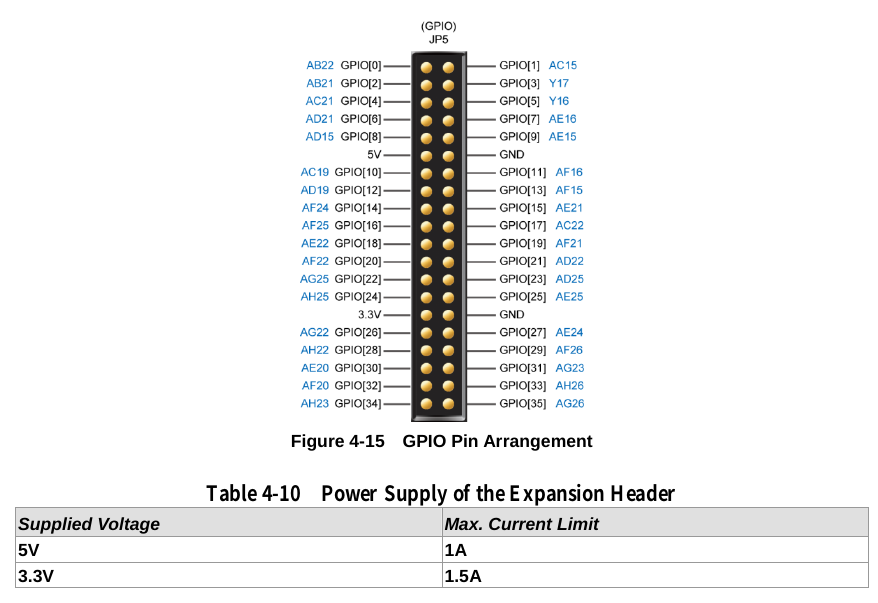 (GPIO)
JP5
AB22 GPIO[0] GPIO[1] AC15
AB21 GPIO[2] GPIO[3] Y17
AC21 GPIO[4] GPIO[5] Y16
AD21 GPIO[6] GPIO[7] AE16
AD15 GPIO[8] GPIO[9] AE15
5V GND
AC19 GPIO[10] GPIO[11] AF16
AD19 GPIO[12] GPIO[13] AF15
AF24 GPIO[14] GPIO[15] AE21
AF25 GPIO[16] GPIO[17] AC22
AE22 GPIO[18] GPIO[19] AF21
AF22 GPIO[20] GPIO[21] AD22
AG25 GPIO[22] GPIO[23] AD25
AH25 GPIO[24] GPIO[25] AE25
3.3V GND
AG22 GPIO[26] GPIO[27] AE24
AH22 GPIO[28] GPIO[29] AF26
AE20 GPIO[30] GPIO[31] AG23
AF20 GPIO[32] GPIO[33] AH26
AH23 GPIO[34] GPIO[35] AG26
Figure 4-15 GPIO Pin Arrangement
Table 4-10 Power Supply of the Expansion Header
Supplied Voltage Max. Current Limit
5V 1A
3.3V 1.5A